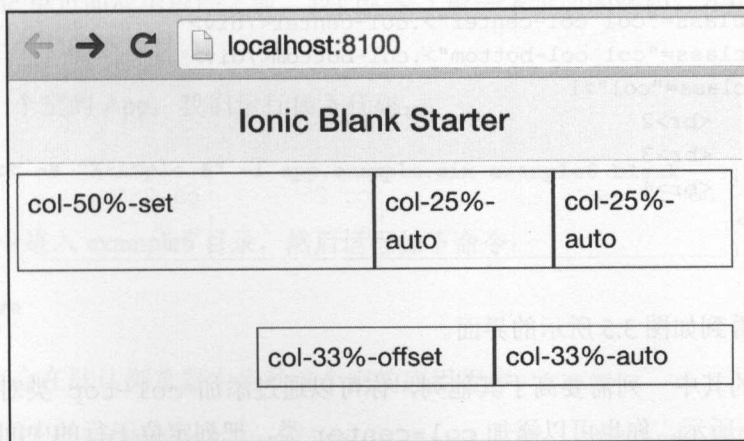 localhost:8100
Ionic Blank Starter
col-50%-set
col-25%-
auto
col-25%-
auto
col-33%-offset
col-33%-auto